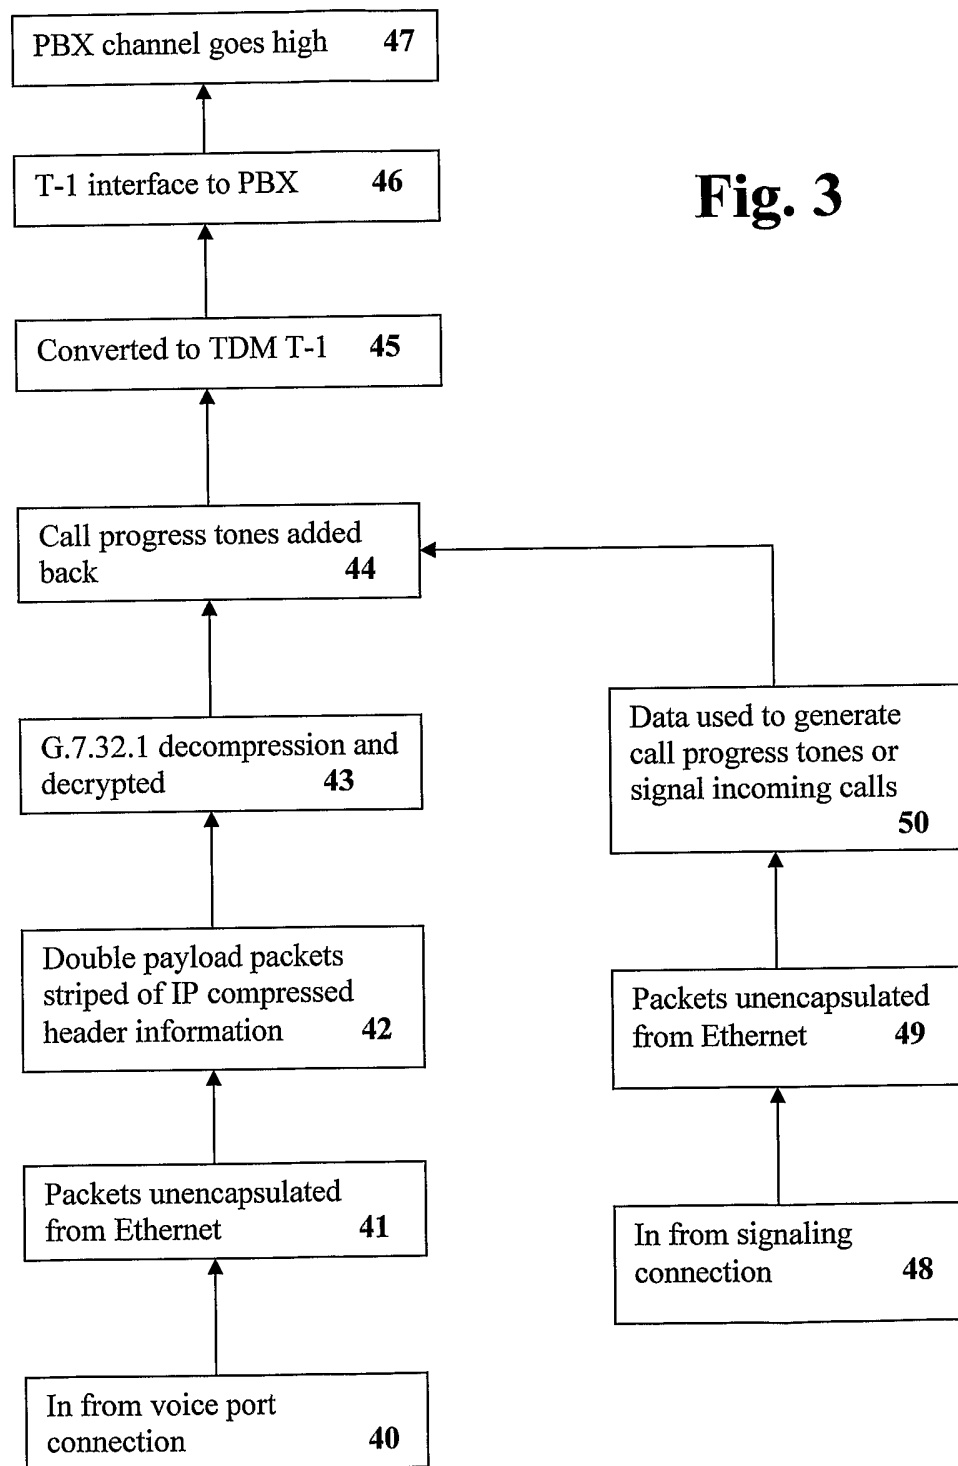 PBX channel goes high 47
T-1 interface to PBX 46
Fig. 3
Converted to TDM T-1 45
Call progress tones added
back 44
G.7.32.1 decompression and
decrypted 43
Double payload packets
striped of IP compressed
header information 42
Packets unencapsulated
from Ethernet 41
In from voice port
connection 40
Data used to generate
call progress tones or
signal incoming calls
50
Packets unencapsulated
from Ethernet 49
In from signaling
connection 48